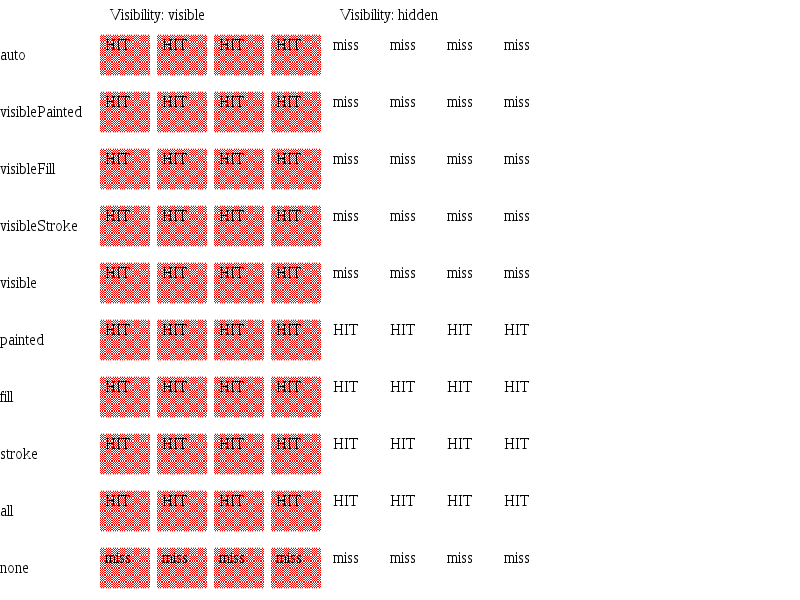 Visibility: visible Visibility: hidden
auto HIT HIT HIT HIT miss miss miss miss
visiblePainted HIT HIT HIT HIT miss miss miss miss
visibleFill HIT HIT HIT HIT miss miss miss miss
visibleStroke HIT HIT HIT HIT miss miss miss miss
visible HIT HIT HIT HIT miss miss miss miss
painted HIT HIT HIT HIT HIT HIT HIT HIT
fill HIT HIT HIT HIT HIT HIT HIT HIT
stroke HIT HIT HIT HIT HIT HIT HIT HIT
all HIT HIT HIT HIT HIT HIT HIT HIT
none miss miss miss miss miss miss miss miss